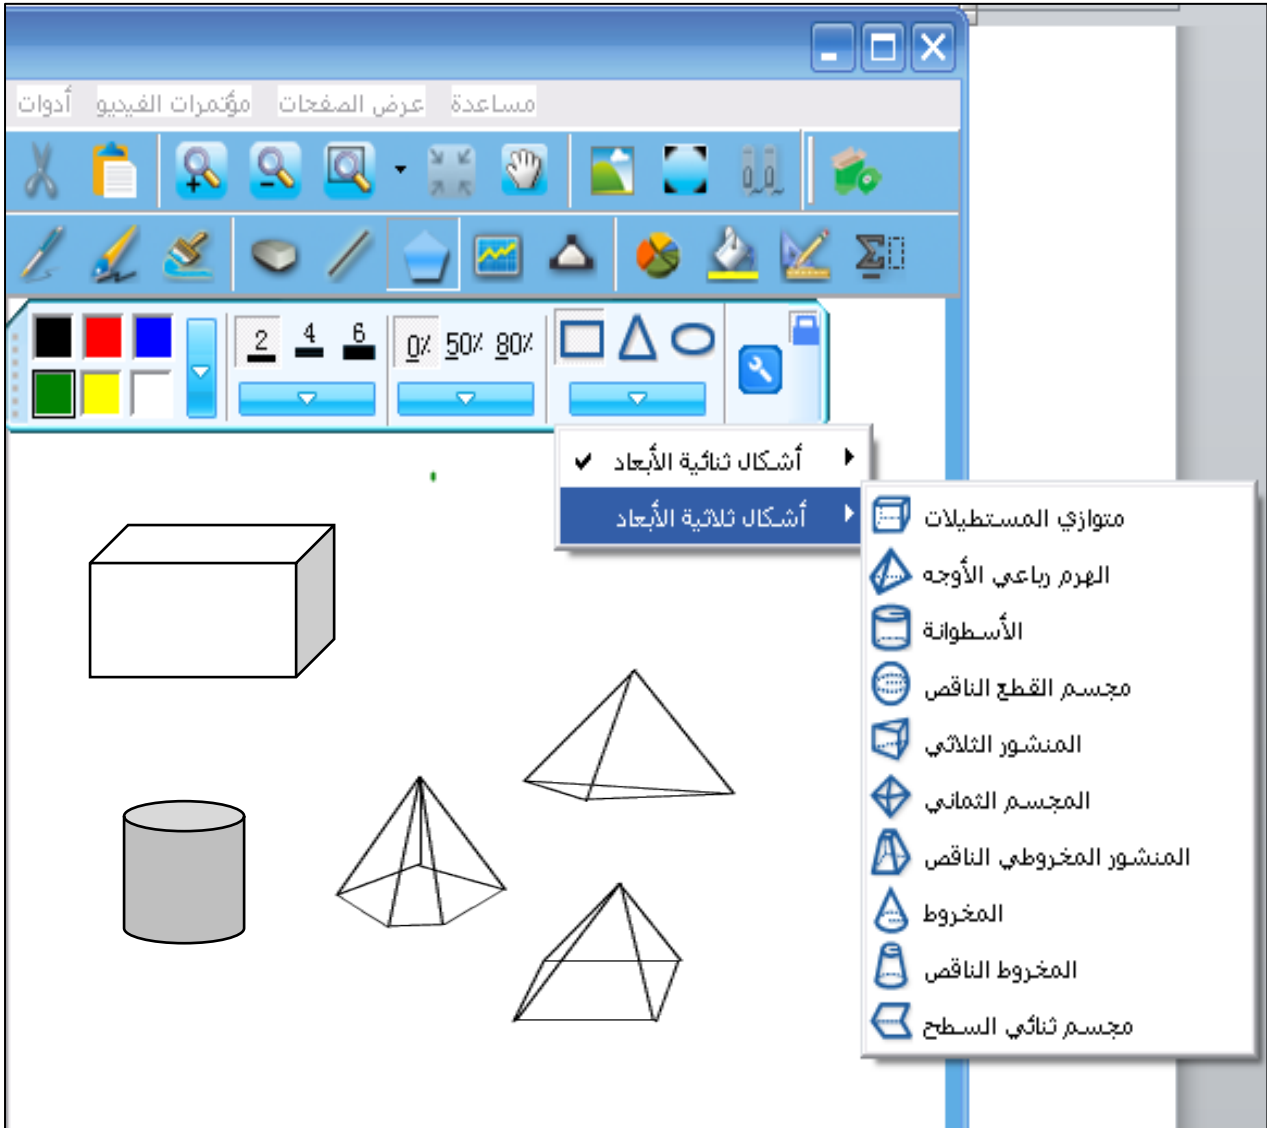 أدوات مؤتمرات الفيديو عرض الصفحات مساعدة
2 4 6 0% 50% 80%
أشكال ثنائية الأبعاد
أشكال ثلاثية الأبعاد
متوازي المستطيلات
الهرم رباعي الأوجه
الأسطوانة
مجسم القطع الناقص
المنشور الثلاثي
المجسم الثماني
المنشور المخروطي الناقص
المخروط
المخروط الناقص
مجسم ثنائي السطح